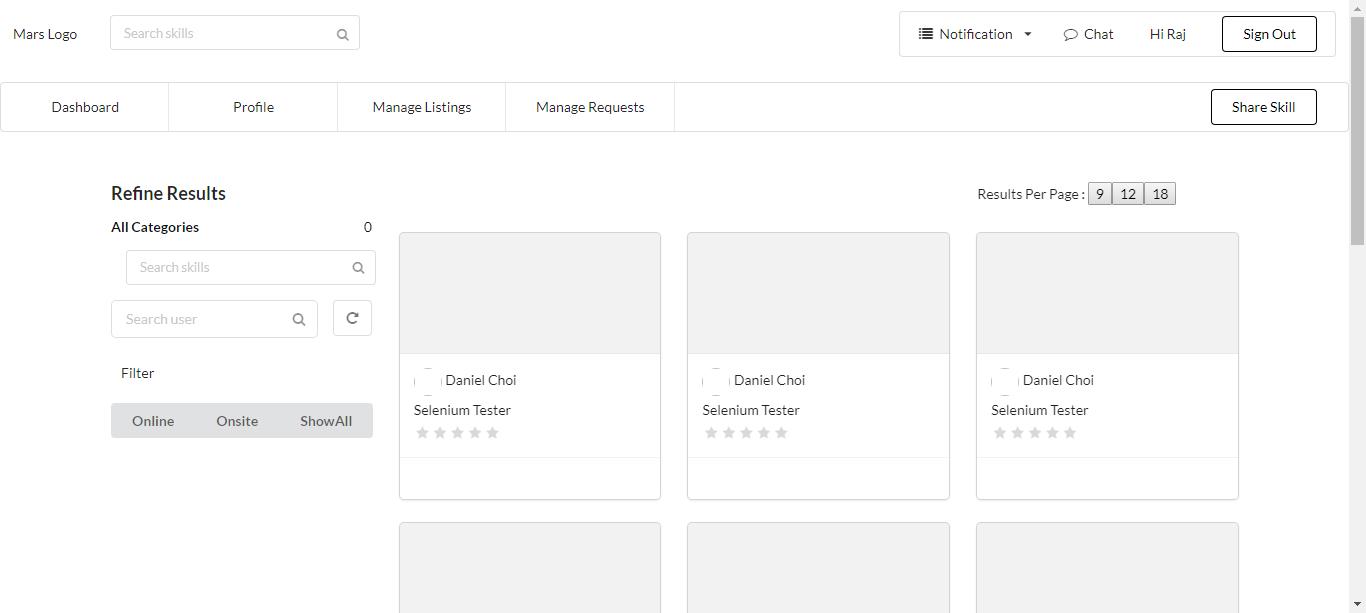 Mars Logo
Search skills
Notification
Chat
Hi Raj
Sign Out
Dashboard
Profile
Manage Listings
Manage Requests
Share Skill
Refine Results
Results Per Page : 9 12 18
All Categories 0
Search skills
Search user
Filter
Online Onsite ShowAll
Daniel Choi
Selenium Tester
Daniel Choi
Selenium Tester
Daniel Choi
Selenium Tester